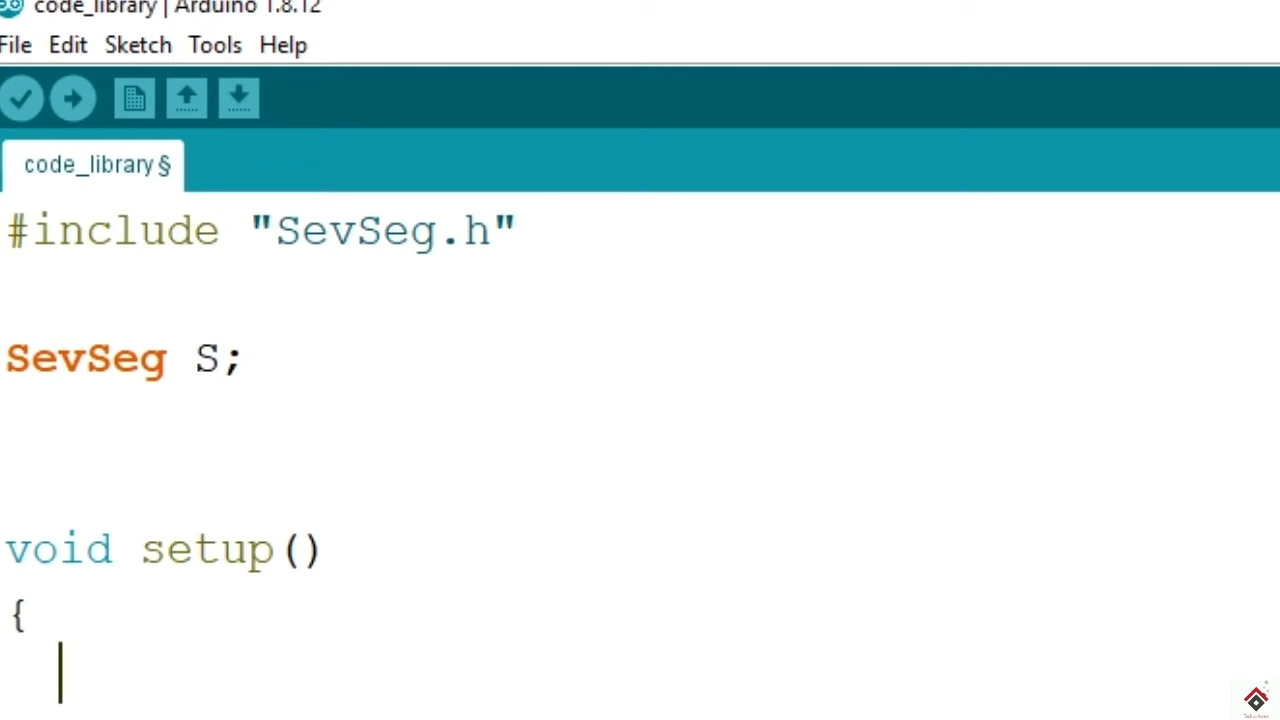 code_library | Arduino 1.8.12
File Edit Sketch Tools Help
code_library §
#include "SevSeg.h"
SevSeg S;
void setup()
{